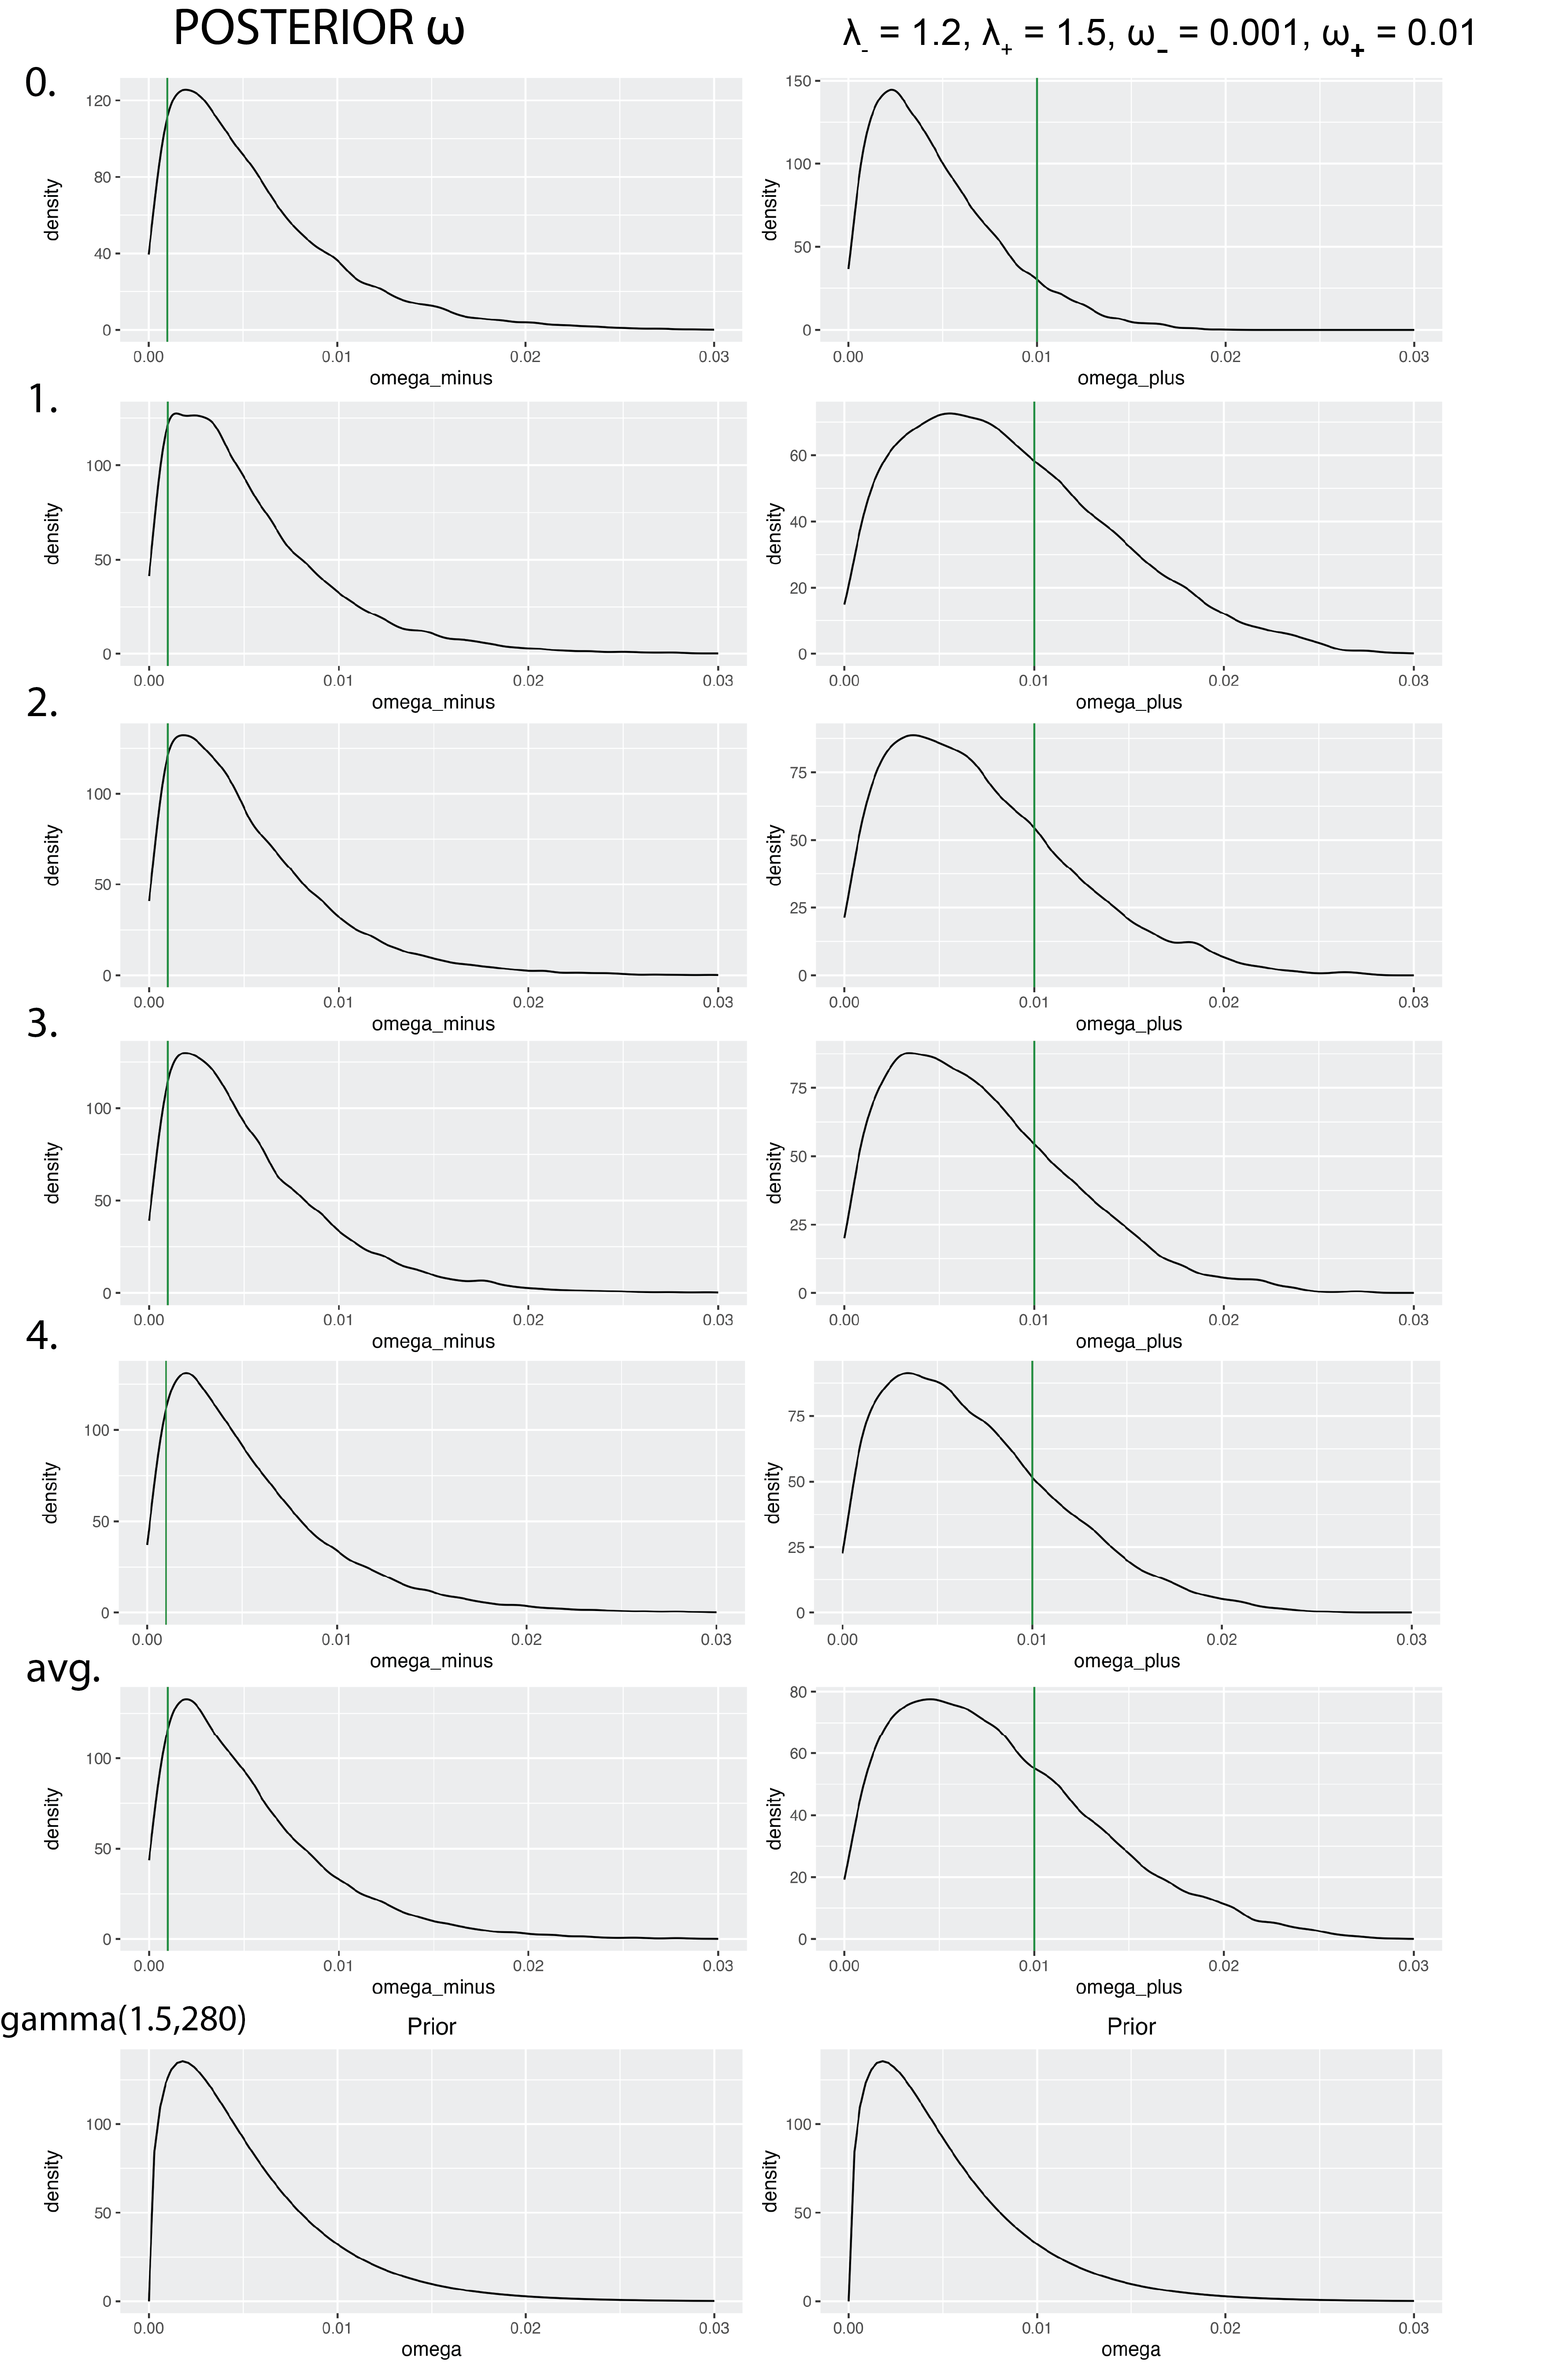 POSTERIOR ω
λ- = 1.2, λ+ = 1.5, ω- = 0.001, ω+ = 0.01
0.
120
80
40
0
density
0.00 0.01 0.02 0.03
omega_minus
150
100
50
0
density
0.00 0.01 0.02 0.03
omega_plus
1.
100
50
0
density
0.00 0.01 0.02 0.03
omega_minus
60
40
20
0
density
0.00 0.01 0.02 0.03
omega_plus
2.
100
50
0
density
0.00 0.01 0.02 0.03
omega_minus
75
50
25
0
density
0.00 0.01 0.02 0.03
omega_plus
3.
100
50
0
density
0.00 0.01 0.02 0.03
omega_minus
75
50
25
0
density
0.00 0.01 0.02 0.03
omega_plus
4.
100
50
0
density
0.00 0.01 0.02 0.03
omega_minus
75
50
25
0
density
0.00 0.01 0.02 0.03
omega_plus
avg.
100
50
0
density
0.00 0.01 0.02 0.03
omega_minus
80
60
40
20
0
density
0.00 0.01 0.02 0.03
omega_plus
gamma(1.5,280)
Prior
100
50
0
density
0.00 0.01 0.02 0.03
omega
Prior
100
50
0
density
0.00 0.01 0.02 0.03
omega